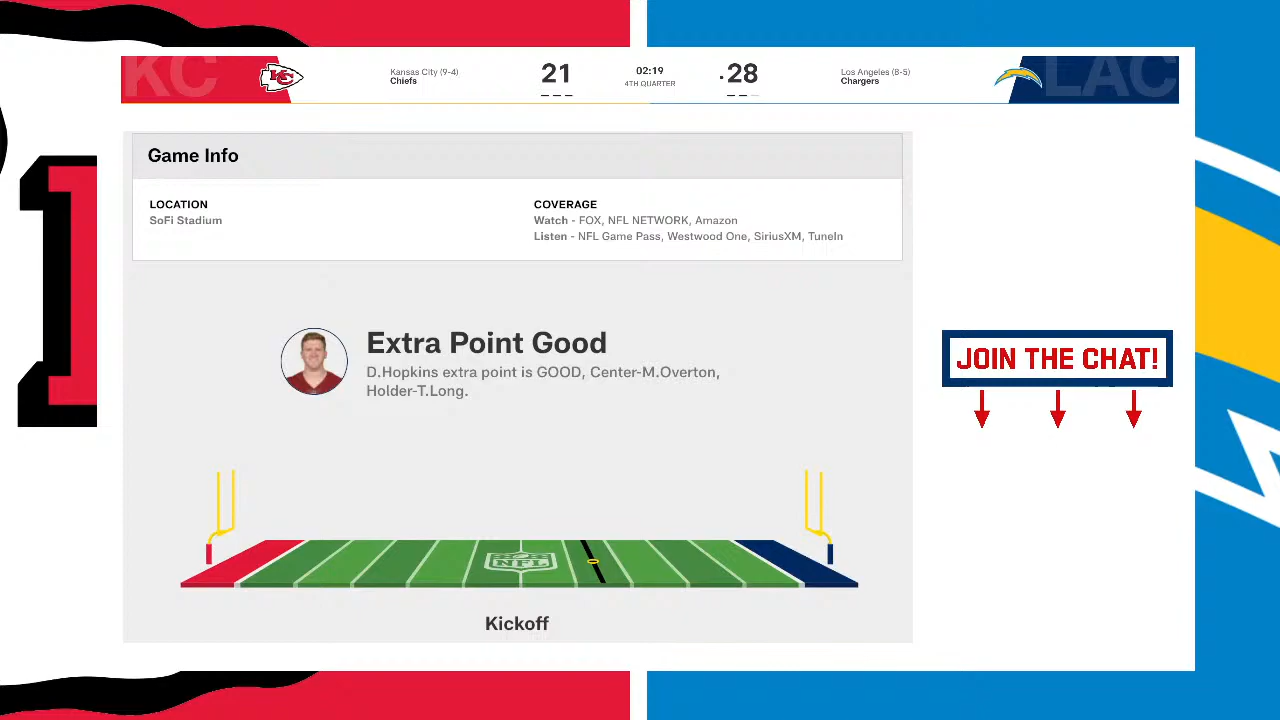 KC
KC
Kansas City (9-4)
Chiefs
21
02:19
4TH QUARTER
28
Los Angeles (8-5)
Chargers
LAC
Game Info
LOCATION
SoFi Stadium
COVERAGE
Watch - FOX, NFL NETWORK, Amazon
Listen - NFL Game Pass, Westwood One, SiriusXM, TuneIn
Extra Point Good
D.Hopkins extra point is GOOD, Center-M.Overton,
Holder-T.Long.
JOIN THE CHAT!
NFL
Kickoff